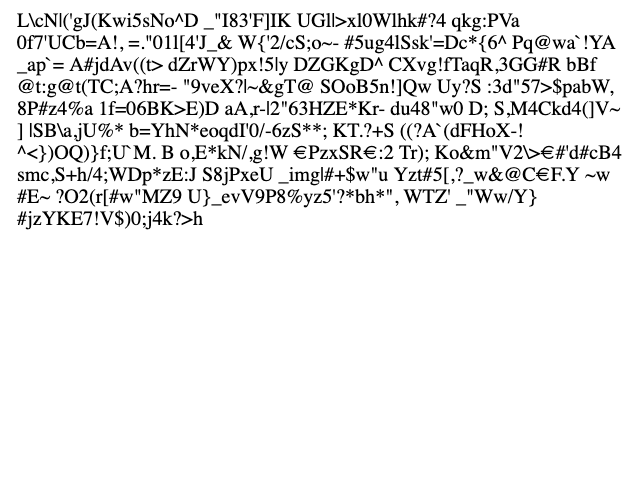 L\cN|('gJ(Kwi5sNo^D _"I83'F]IK UGl|>xl0Wlhk#?4 qkg:PVa
0f7'UCb=A!, =."01l[4'J_& W{'2/cS;o~- #5ug4lSsk'=Dc*{6^ Pq@wa`!YA
_ap`= A#jdAv((t> dZrWY)px!5|y DZGKgD^ CXvg!fTaqR,3GG#R bBf
@t:g@t(TC;A?hr=- "9veX?|~&gT@ SOoB5n!]Qw Uy?S :3d"57>$pabW,
8P#z4%a 1f=06BK>E)D aA,r-|2"63HZE*Kr- du48"w0 D; S,M4Ckd4(]V~
] |SB\a,jU%* b=YhN*eoqdI'0/-6zS**; KT.?+S ((?A`(dFHoX-!
^<})OQ)}f;U`M. B o,E*kN/,g!W €PzxSR€:2 Tr); Ko&m"V2\>€#'d#cB4
smc,S+h/4;WDp*zE:J S8jPxeU _img|#+$w"u Yzt#5[,?_w&@C€F.Y ~w
#E~ ?O2(r[#w"MZ9 U}_evV9P8%yz5'?*bh*", WTZ' _"Ww/Y}
#jzYKE7!V$)0;j4k?>h